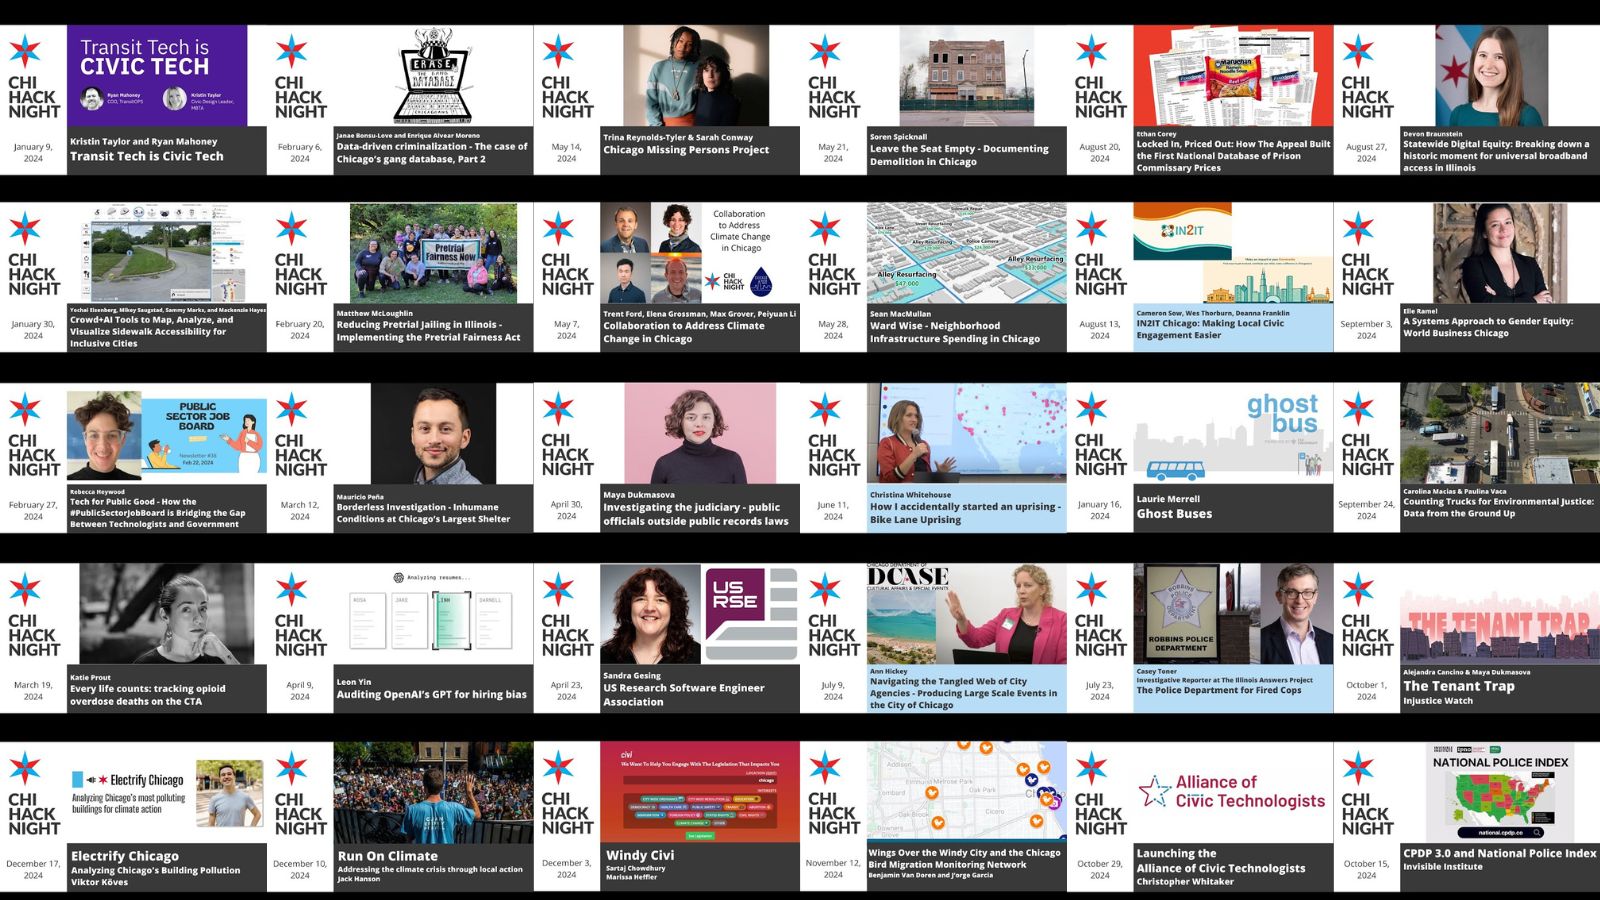 CHI
HACK
NIGHT
January 9,
2024
Transit Tech is
CIVIC TECH
Ryan Mahoney
COO, TransitOPS
Kristin Taylor
Civic Design Leader,
MBTA
Kristin Taylor and Ryan Mahoney
Transit Tech is Civic Tech
CHI
HACK
NIGHT
February 6,
2024
ERASE
THE GANG
DATABASE
Janae Bonsu-Leve and Enrique Alvear Moreno
Data-driven criminalization - The case of
Chicago's gang database, Part 2
CHI
HACK
NIGHT
May 14,
2024
Trina Reynolds-Tyler & Sarah Conway
Chicago Missing Persons Project
CHI
HACK
NIGHT
May 21,
2024
Soren Spicknall
Leave the Seat Empty - Documenting
Demolition in Chicago
CHI
HACK
NIGHT
August 20,
2024
Maruchan
Ramen
Noodle Soup
Beef
Ethan Corey
Locked In, Priced Out: How The Appeal Built
the First National Database of Prison
Commissary Prices
CHI
HACK
NIGHT
August 27,
2024
Devon Braunstein
Statewide Digital Equity: Breaking down a
historic moment for universal broadband
access in Illinois
CHI
HACK
NIGHT
January 30,
2024
Yochai Eisenberg, Mikey Saugstad, Sammy Marks, and Mackenzie Hayes
Crowd+AI Tools to Map, Analyze, and
Visualize Sidewalk Accessibility for
Inclusive Cities
CHI
HACK
NIGHT
February 20,
2024
Pretrial
Fairness Now
Matthew McLoughlin
Reducing Pretrial Jailing in Illinois -
Implementing the Pretrial Fairness Act
CHI
HACK
NIGHT
May 7,
2024
Collaboration
to Address
Climate Change
in Chicago
CHI
HACK
NIGHT
Trent Ford, Elena Grossman, Max Grover, Peiyuan Li
Collaboration to Address Climate
Change in Chicago
CHI
HACK
NIGHT
May 28,
2024
Street Resurfacing
Alley Resurfacing
Police Camera
Alley Resurfacing
$33,000
Alley Resurfacing
$47,000
Sean MacMullan
Ward Wise - Neighborhood
Infrastructure Spending in Chicago
CHI
HACK
NIGHT
August 13,
2024
IN2IT
Cameron Sow, Wes Thorburn, Deanna Franklin
IN2IT Chicago: Making Local Civic
Engagement Easier
CHI
HACK
NIGHT
September 3,
2024
Elle Ramel
A Systems Approach to Gender Equity:
World Business Chicago
CHI
HACK
NIGHT
February 27,
2024
PUBLIC
SECTOR JOB
BOARD
Newsletter #36
Feb 22, 2024
Rebecca Heywood
Tech for Public Good - How the
#PublicSectorJobBoard is Bridging the Gap
Between Technologists and Government
CHI
HACK
NIGHT
March 12,
2024
Mauricio Peña
Borderless Investigation - Inhumane
Conditions at Chicago's Largest Shelter
CHI
HACK
NIGHT
April 30,
2024
Maya Dukmasova
Investigating the judiciary - public
officials outside public records laws
CHI
HACK
NIGHT
June 11,
2024
Christina Whitehouse
How I accidentally started an uprising -
Bike Lane Uprising
CHI
HACK
NIGHT
January 16,
2024
ghost
bus
Laurie Merrell
Ghost Buses
CHI
HACK
NIGHT
September 24,
2024
Carolina Macias & Paulina Vaca
Counting Trucks for Environmental Justice:
Data from the Ground Up
CHI
HACK
NIGHT
March 19,
2024
Katie Prout
Every life counts: tracking opioid
overdose deaths on the CTA
CHI
HACK
NIGHT
April 9,
2024
Analyzing resumes...
ROSA
JAKE
LINH
DARNELL
Leon Yin
Auditing OpenAI's GPT for hiring bias
CHI
HACK
NIGHT
April 23,
2024
US
RSE
Sandra Gesing
US Research Software Engineer
Association
CHI
HACK
NIGHT
July 9,
2024
CHICAGO DEPARTMENT OF
DCASE
CULTURAL AFFAIRS & SPECIAL EVENTS
Ann Hickey
Navigating the Tangled Web of City
Agencies - Producing Large Scale Events in
the City of Chicago
CHI
HACK
NIGHT
July 23,
2024
ROBBINS
POLICE
DEPARTMENT
ROBBINS POLICE
DEPARTMENT
Casey Toner
Investigative Reporter at The Illinois Answers Project
The Police Department for Fired Cops
CHI
HACK
NIGHT
October 1,
2024
THE TENANT TRAP
Alejandra Cancino & Maya Dukmasova
The Tenant Trap
Injustice Watch
CHI
HACK
NIGHT
December 17,
2024
Electrify Chicago
Analyzing Chicago's most polluting
buildings for climate action
Electrify Chicago
Analyzing Chicago's Building Pollution
Viktor Köves
CHI
HACK
NIGHT
December 10,
2024
Run On Climate
Addressing the climate crisis through local action
Jack Hanson
CHI
HACK
NIGHT
December 3,
2024
civi
We Want To Help You Engage With The Legislation That Impacts You
chicago
Windy Civi
Sartaj Chowdhury
Marissa Heffler
CHI
HACK
NIGHT
November 12,
2024
Addison
Elmhurst
Melrose Park
Lombard
Oak Park
Oak Brook
Cicero
Downers
Grove
Wings Over the Windy City and the Chicago
Bird Migration Monitoring Network
Benjamin Van Doren and Jorge Garcia
CHI
HACK
NIGHT
October 29,
2024
Alliance of
Civic Technologists
Launching the
Alliance of Civic Technologists
Christopher Whitaker
CHI
HACK
NIGHT
October 15,
2024
NATIONAL POLICE INDEX
national.cpdp.co
CPDP 3.0 and National Police Index
Invisible Institute